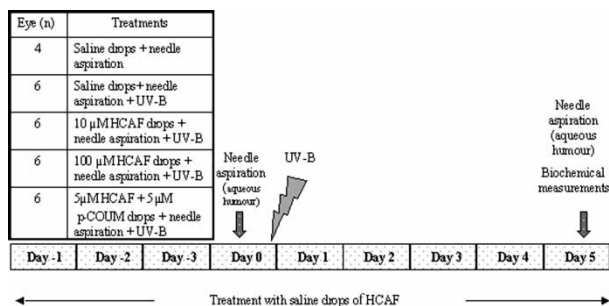 Eye (n) Treatments
4 Saline drops + needle
aspiration
6 Saline drops+ needle
aspiration + UV-B
6 10 µM HCAF drops +
needle aspiration + UV-B
6 100 µM HCAF drops +
needle aspiration + UV-B
6 5µM HCAF + 5 µM
p-COUM drops + needle
aspiration + UV-B
Needle
aspiration
(aqueous
humour)
UV-B
Needle
aspiration
(aqueous
humour)
Biochemical
measurements
Day -1 Day -2 Day -3 Day 0 Day 1 Day 2 Day 3 Day 4 Day 5
Treatment with saline drops of HCAF